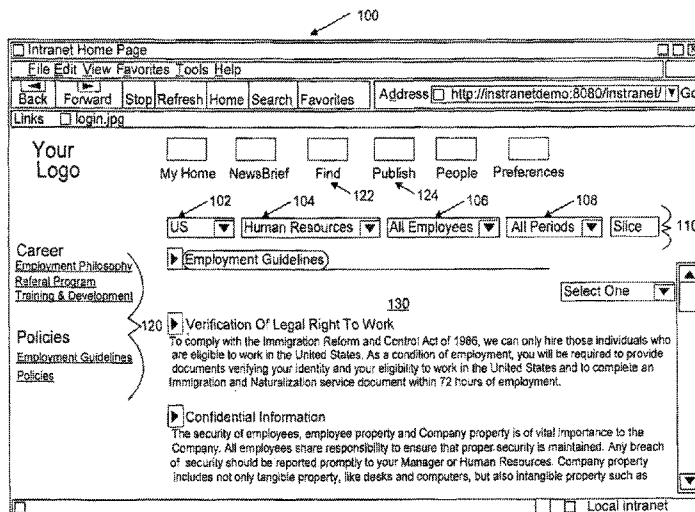 100
Intranet Home Page
File Edit View Favorites Tools Help
Back Forward Stop Refresh Home Search Favorites Address http://instranetdemo:8080/instranet/ Go
Links login.jpg
Your
Logo
My Home NewsBrief Find Publish People Preferences
122 124
102 104 106 108
US Human Resources All Employees All Periods Slice 110
Career
Employment Philosophy
Referal Program
Training & Development
Policies
Employment Guidelines
Policies
120
Employment Guidelines
Select One
130
Verification Of Legal Right To Work
To comply with the Immigration Reform and Control Act of 1986, we can only hire those individuals who
are eligible to work in the United States. As a condition of employment, you will be required to provide
documents verifying your identity and your eligibility to work in the United States and to complete an
Immigration and Naturalization service document within 72 hours of employment.
Confidential Information
The security of employees, employee property and Company property is of vital importance to the
Company. All employees share responsibility to ensure that proper security is maintained. Any breach
of security should be reported promptly to your Manager or Human Resources. Company property
includes not only tangible property, like desks and computers, but also intangible property such as
Local intranet